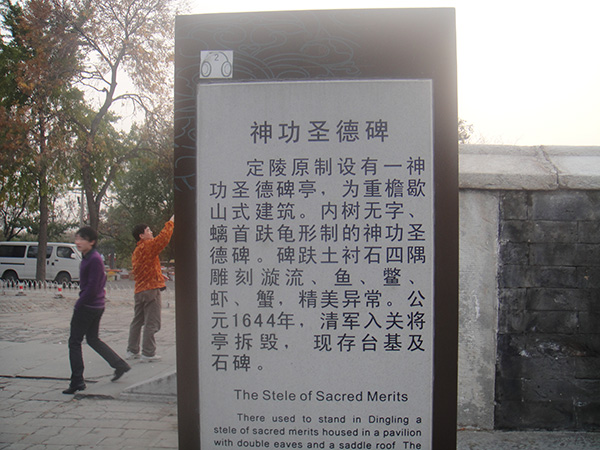 2
神功圣德碑
定陵原制设有一神
功圣德碑亭，为重檐歇
山式建筑。内树无字、
螭首趺龟形制的神功圣
德碑。碑趺土衬石四隅
雕刻漩流、鱼、鳖、
虾、蟹，精美异常。公
元1644年，清军入关将
亭拆毁，现存台基及
石碑。
The Stele of Sacred Merits
There used to stand in Dingling a
stele of sacred merits housed in a pavilion
with double eaves and a saddle roof The